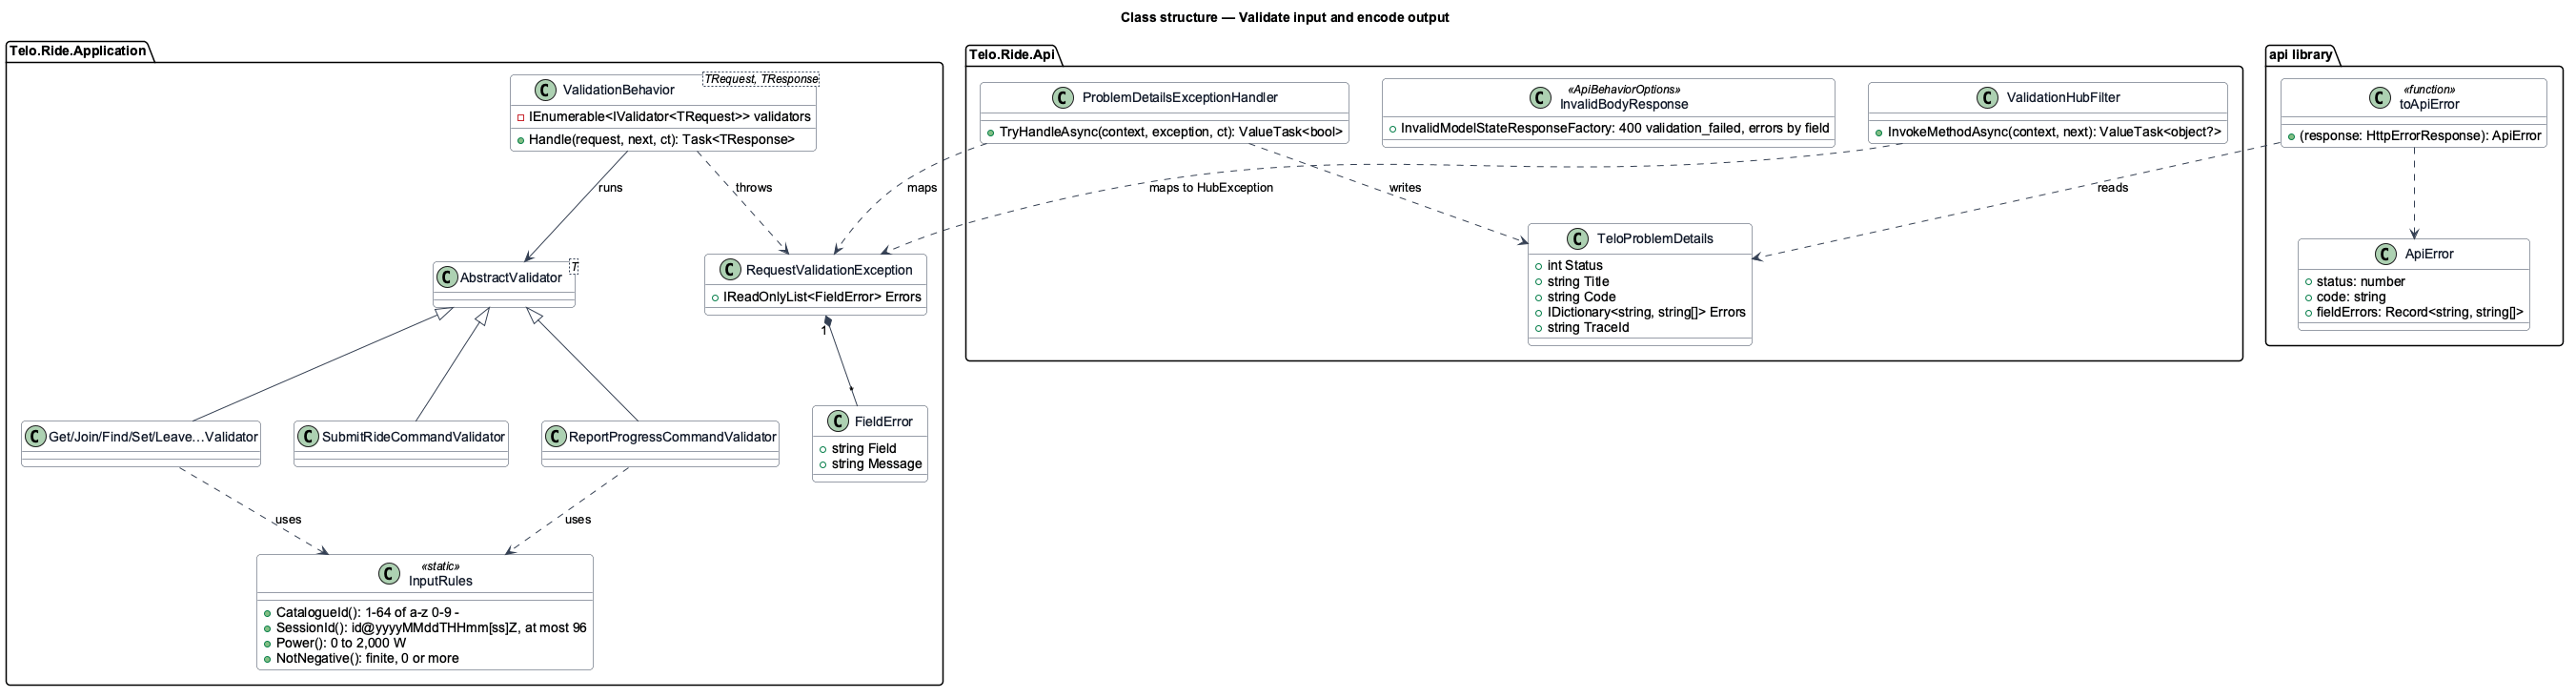 Class structure — Validate input and encode output
Telo.Ride.Application
TRequest, TResponse
C ValidationBehavior
IEnumerable<IValidator<TRequest>> validators
Handle(request, next, ct): Task<TResponse>
runs
throws
T
C AbstractValidator
C RequestValidationException
IReadOnlyList<FieldError> Errors
1
*
C Get/Join/Find/Set/Leave...Validator
C SubmitRideCommandValidator
C ReportProgressCommandValidator
C FieldError
string Field
string Message
uses
uses
«static»
C InputRules
CatalogueId(): 1-64 of a-z 0-9 -
SessionId(): id@yyyyMMddTHHmm[ss]Z, at most 96
Power(): 0 to 2,000 W
NotNegative(): finite, 0 or more
Telo.Ride.Api
C ProblemDetailsExceptionHandler
TryHandleAsync(context, exception, ct): ValueTask<bool>
«ApiBehaviorOptions»
C InvalidBodyResponse
InvalidModelStateResponseFactory: 400 validation_failed, errors by field
C ValidationHubFilter
InvokeMethodAsync(context, next): ValueTask<object?>
maps
maps to HubException
writes
reads
C TeloProblemDetails
int Status
string Title
string Code
IDictionary<string, string[]> Errors
string TraceId
api library
«function»
C toApiError
(response: HttpErrorResponse): ApiError
C ApiError
status: number
code: string
fieldErrors: Record<string, string[]>